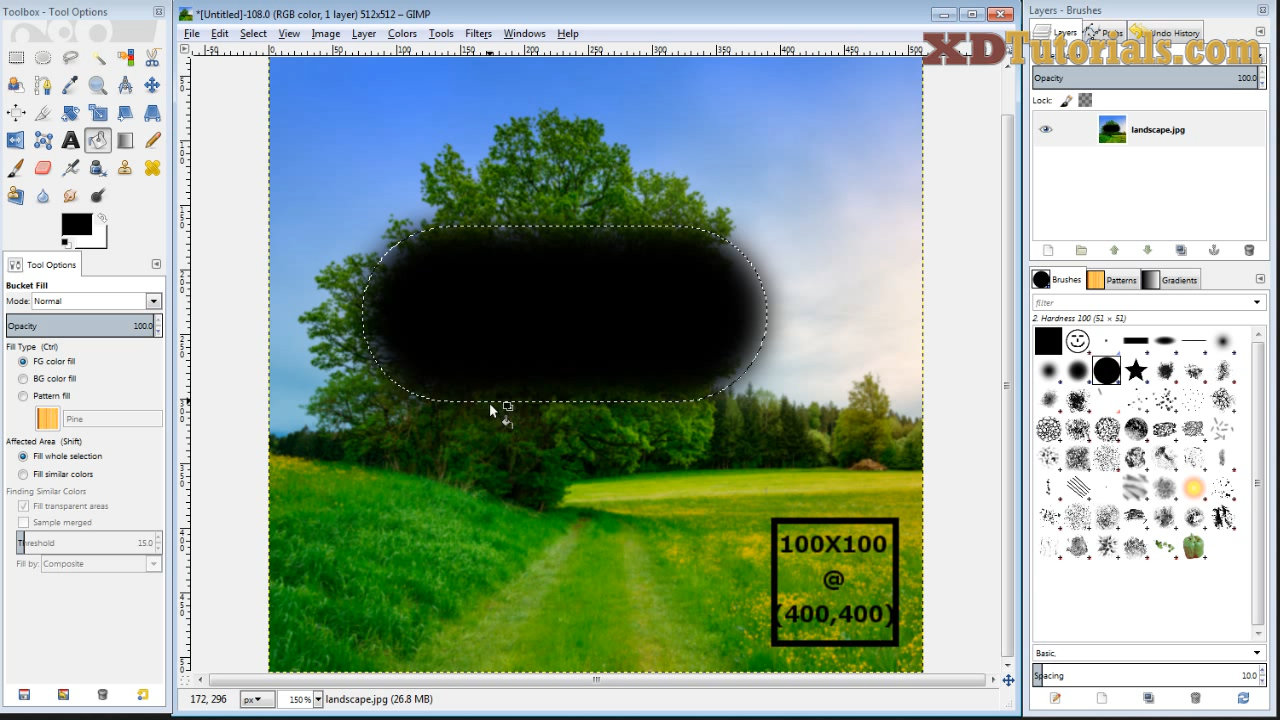 Toolbox - Tool Options
*[Untitled]-108.0 (RGB color, 1 layer) 512x512 – GIMP
Layers - Brushes
File Edit Select View Image Layer Colors Tools Filters Windows Help
XDTutorials.com
Layers Undo History
Opacity 100.0
Lock:
landscape.jpg
Tool Options
Bucket Fill
Mode: Normal
Opacity 100.0
Fill Type (Ctrl)
FG color fill
BG color fill
Pattern fill
Pine
Affected Area (Shift)
Fill whole selection
Fill similar colors
Finding Similar Colors
Fill transparent areas
Sample merged
Threshold 15.0
Fill by: Composite
Brushes Patterns Gradients
filter
2. Hardness 100 (51 × 51)
100X100
@
(400,400)
Basic,
Spacing 10.0
172, 296 px 150% landscape.jpg (26.8 MB)